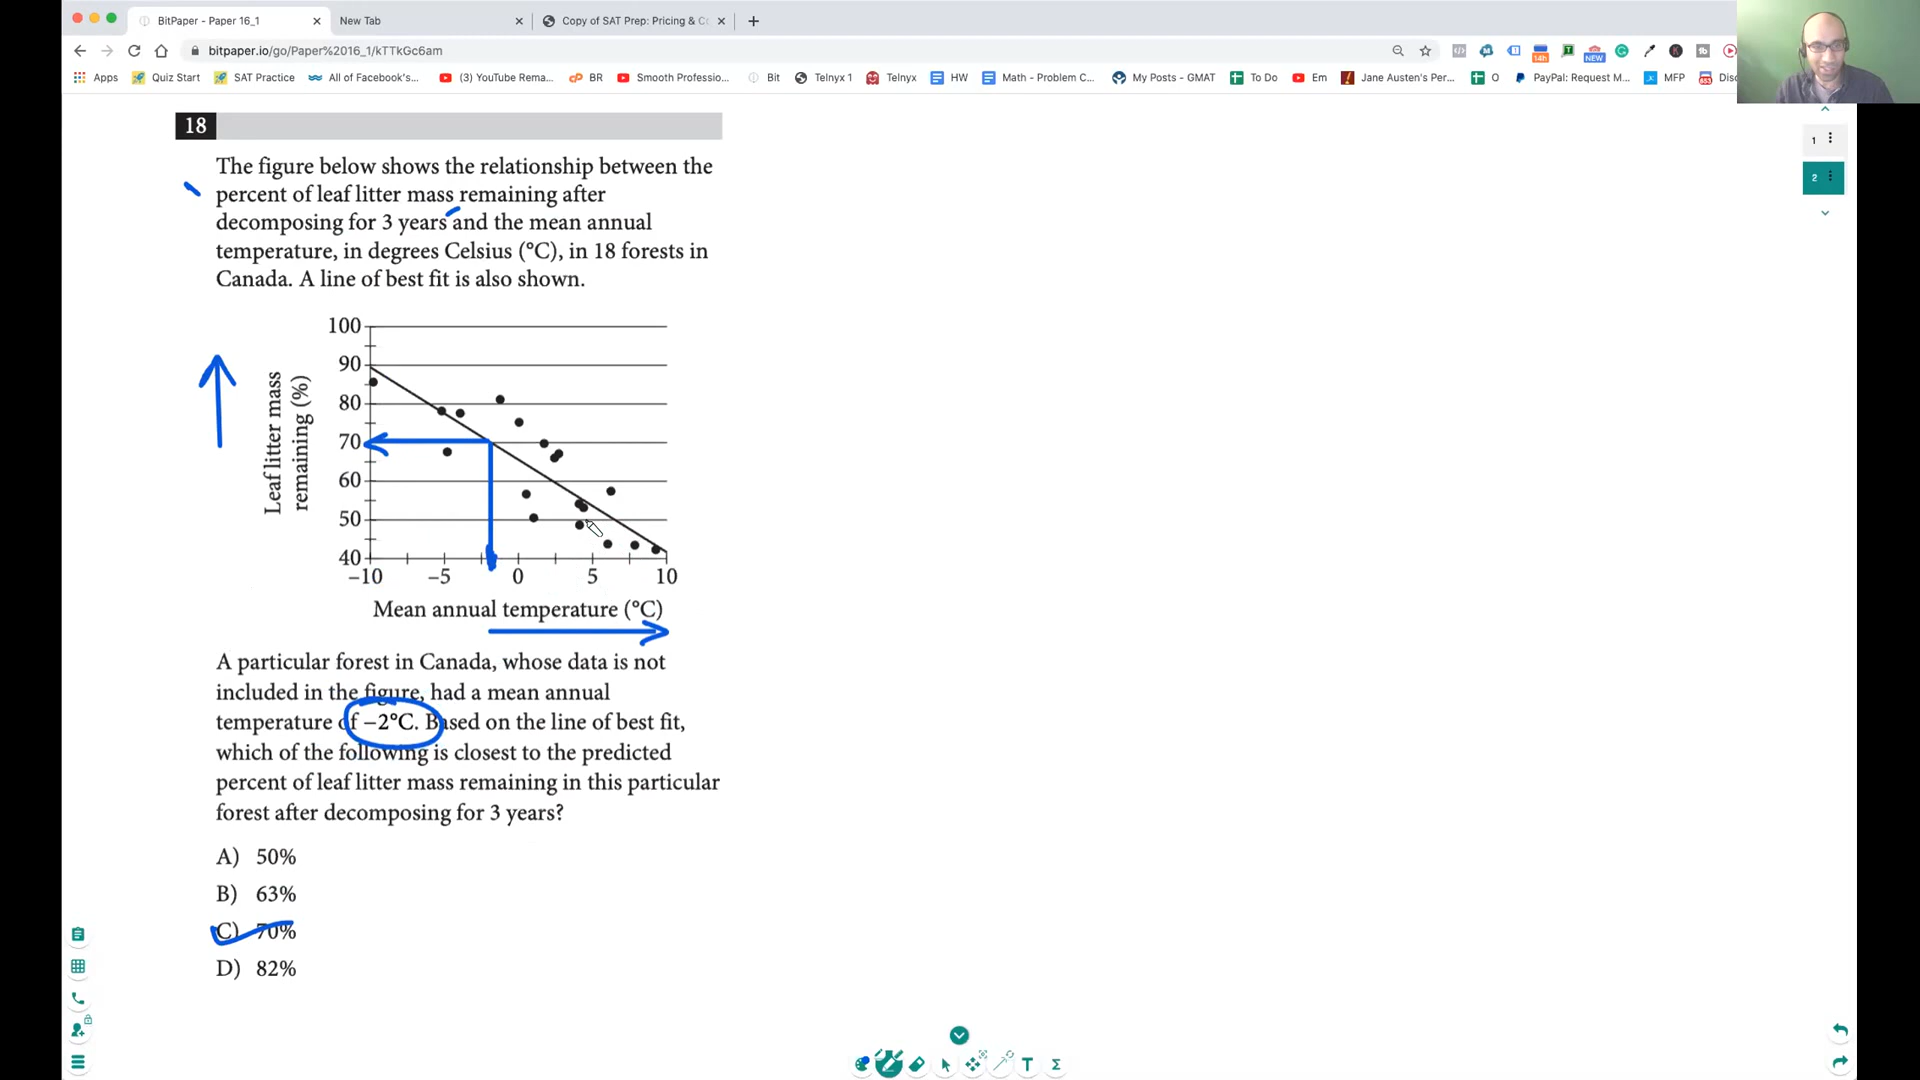 BitPaper - Paper 16_1
New Tab
Copy of SAT Prep: Pricing & C
bitpaper.io/go/Paper%2016_1/kTTkGc6am
Apps Quiz Start SAT Practice All of Facebook's... (3) YouTube Rema... BR Smooth Professio... Bit Telnyx 1 Telnyx HW Math - Problem C... My Posts - GMAT To Do Em Jane Austen's Per... O PayPal: Request M... MFP Disc
14h
NEW
1
2
18
The figure below shows the relationship between the
percent of leaf litter mass remaining after
decomposing for 3 years and the mean annual
temperature, in degrees Celsius (°C), in 18 forests in
Canada. A line of best fit is also shown.
100
90
80
70
60
50
40
Leaf litter mass
remaining (%)
−10 −5 0 5 10
Mean annual temperature (°C)
A particular forest in Canada, whose data is not
included in the figure, had a mean annual
temperature of −2°C. Based on the line of best fit,
which of the following is closest to the predicted
percent of leaf litter mass remaining in this particular
forest after decomposing for 3 years?
A) 50%
B) 63%
C) 70%
D) 82%
T Σ